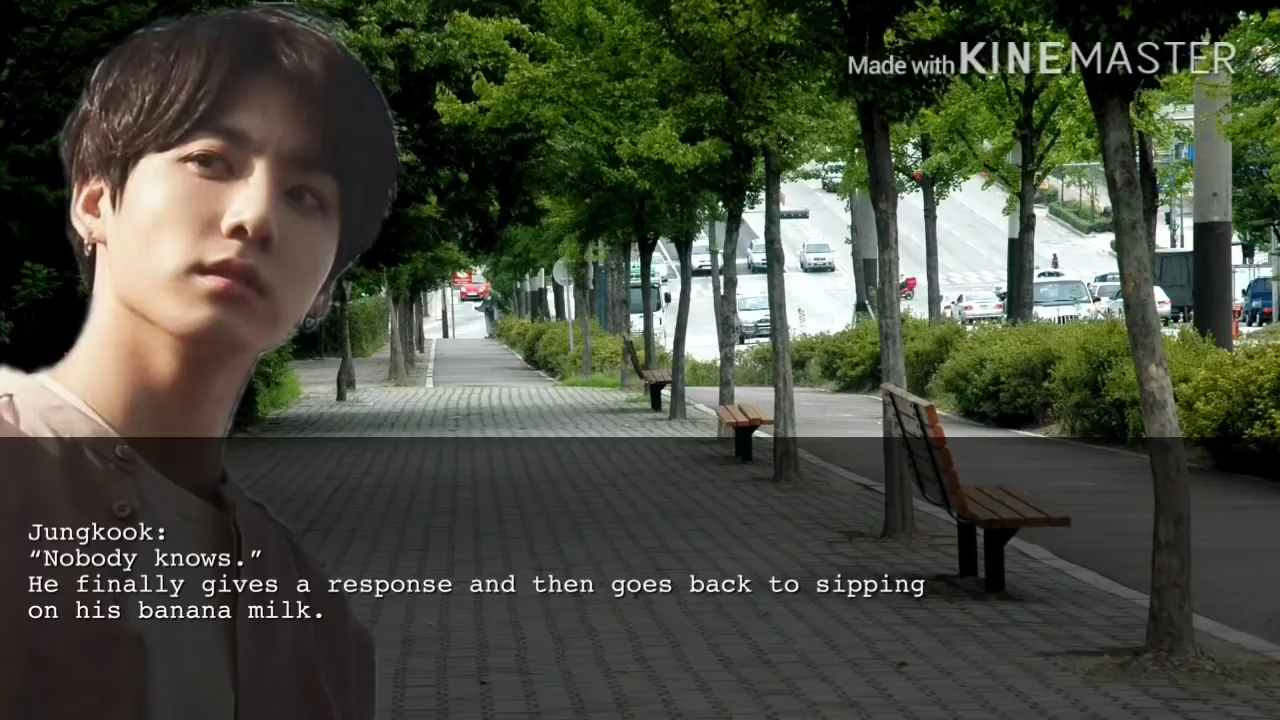 Made with KINEMASTER
Jungkook:
“Nobody knows.”
He finally gives a response and then goes back to sipping
on his banana milk.